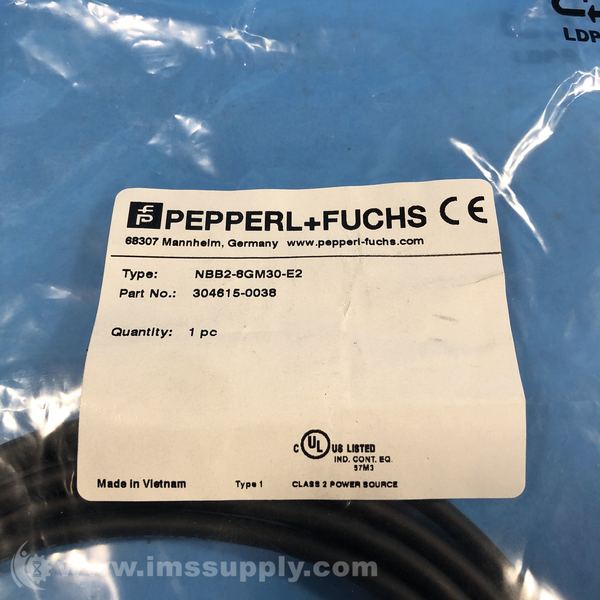 LDP
PEPPERL+FUCHS CE
68307 Mannheim, Germany www.pepperl-fuchs.com
Type: NBB2-8GM30-E2
Part No.: 304615-0038
Quantity: 1 pc
C UL US LISTED
IND. CONT. EQ.
57M3
Made in Vietnam Type 1 CLASS 2 POWER SOURCE
© www.imssupply.com